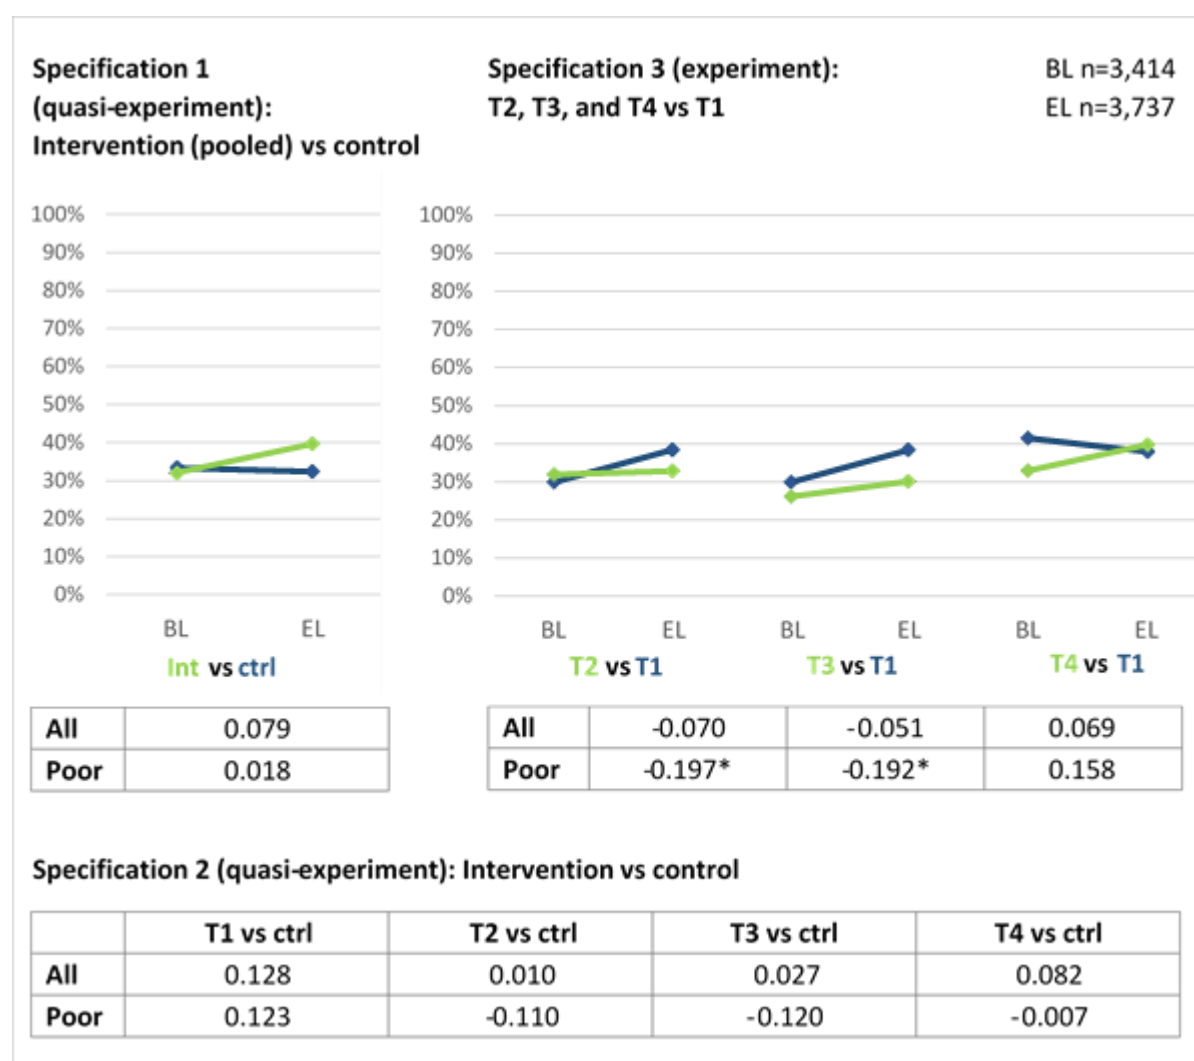 Specification 1
(quasi-experiment):
Intervention (pooled) vs control
Specification 3 (experiment):
T2, T3, and T4 vs T1
BL n=3,414
EL n=3,737
100%
90%
80%
70%
60%
50%
40%
30%
20%
10%
0%
BL EL
Int vs ctrl
100%
90%
80%
70%
60%
50%
40%
30%
20%
10%
0%
BL EL BL EL BL EL
T2 vs T1 T3 vs T1 T4 vs T1
All 0.079
Poor 0.018
All -0.070 -0.051 0.069
Poor -0.197* -0.192* 0.158
Specification 2 (quasi-experiment): Intervention vs control
T1 vs ctrl T2 vs ctrl T3 vs ctrl T4 vs ctrl
All 0.128 0.010 0.027 0.082
Poor 0.123 -0.110 -0.120 -0.007